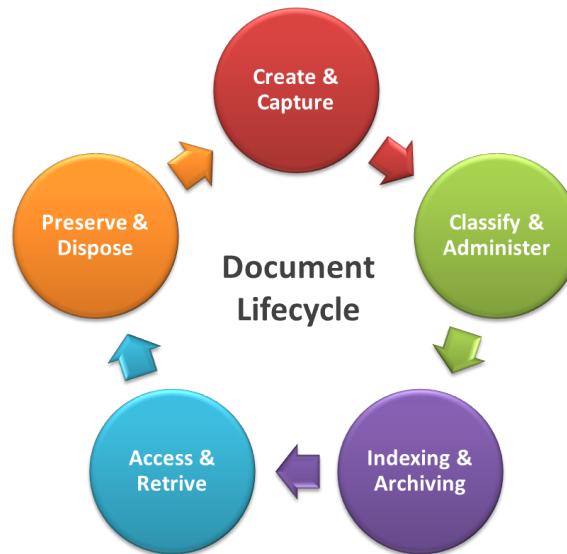 Create &
Capture
Classify &
Administer
Indexing &
Archiving
Access &
Retrive
Preserve &
Dispose
Document
Lifecycle